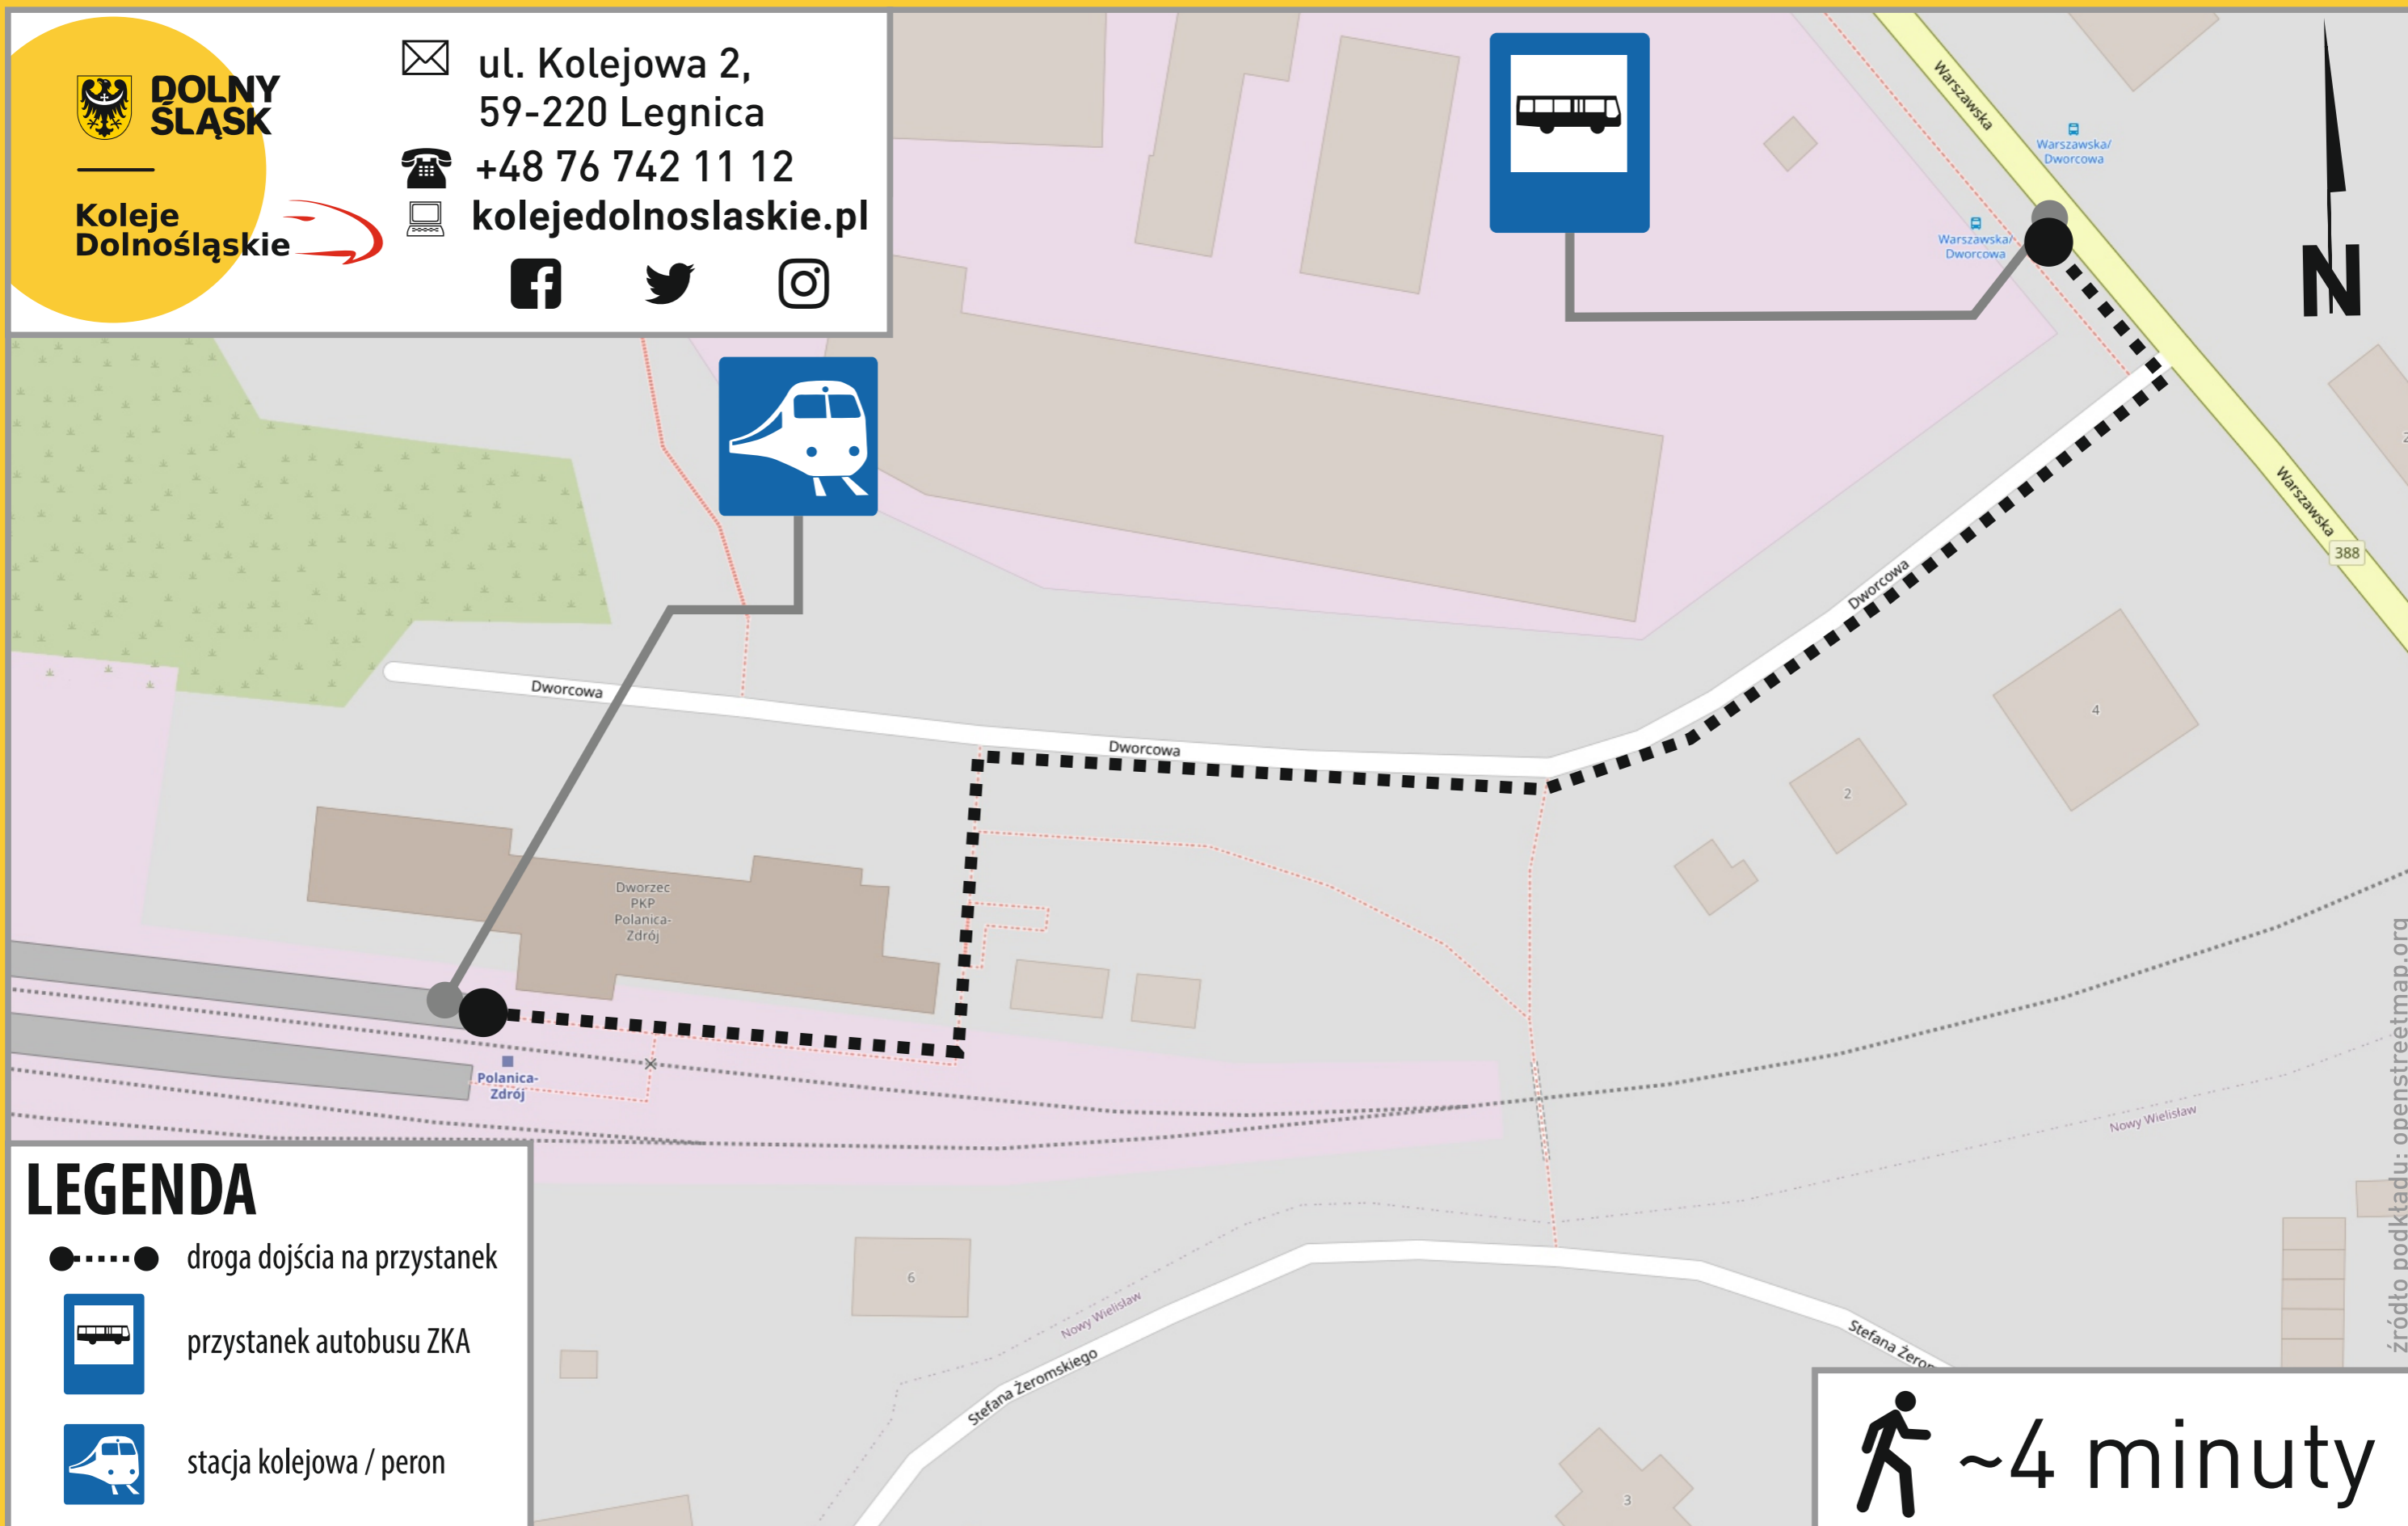 DOLNY
ŚLĄSK
Koleje
Dolnośląskie
ul. Kolejowa 2,
59-220 Legnica
+48 76 742 11 12
kolejedolnoslaskie.pl
Warszawska
Warszawska/
Dworcowa
Warszawska/
Dworcowa
N
Warszawska
388
Dworcowa
Dworcowa
Dworcowa
4
2
Dworzec
PKP
Polanica-
Zdrój
Polanica-
Zdrój
Nowy Wielisław
Nowy Wielisław
6
Stefana Żeromskiego
3
źródło podkładu: openstreetmap.org
LEGENDA
droga dojścia na przystanek
przystanek autobusu ZKA
stacja kolejowa / peron
~4 minuty